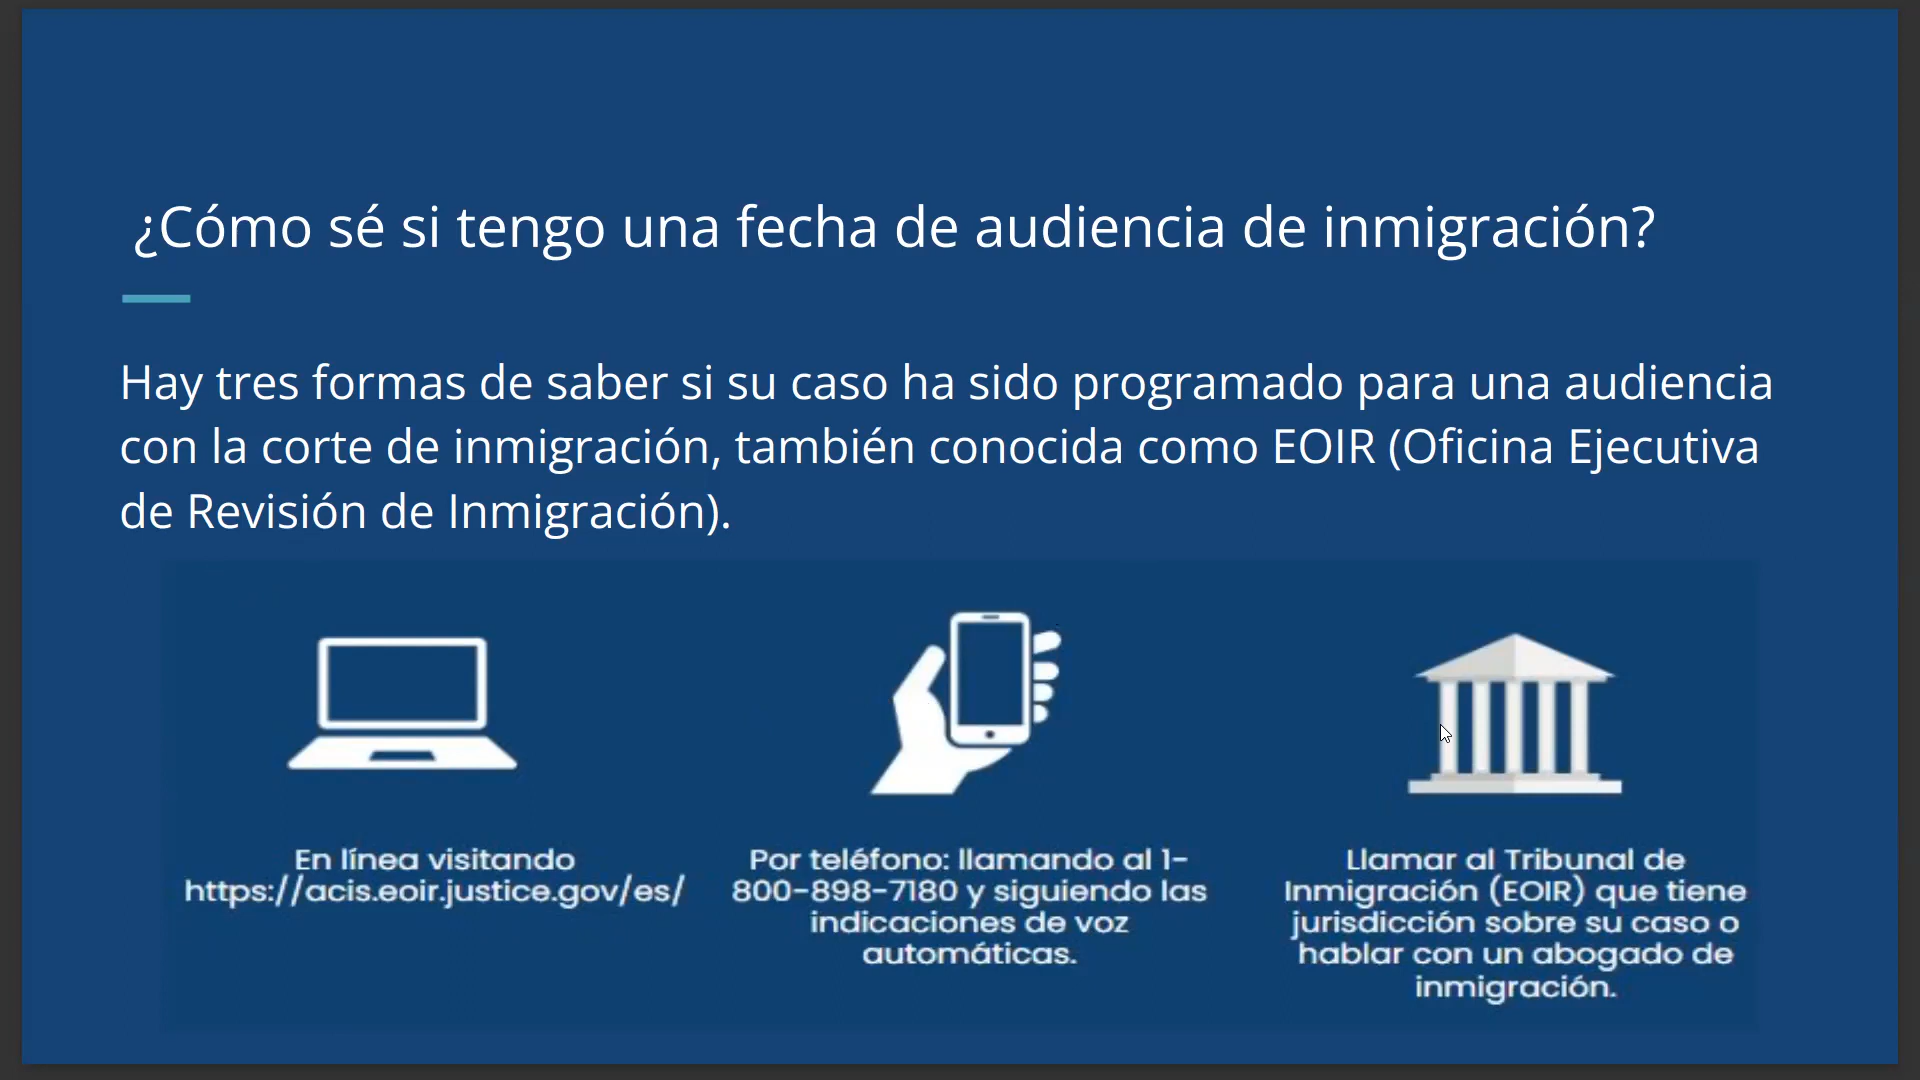 ¿Cómo sé si tengo una fecha de audiencia de inmigración?
Hay tres formas de saber si su caso ha sido programado para una audiencia
con la corte de inmigración, también conocida como EOIR (Oficina Ejecutiva
de Revisión de Inmigración).
En línea visitando
https://acis.eoir.justice.gov/es/
Por teléfono: llamando al 1-
800-898-7180 y siguiendo las
indicaciones de voz
automáticas.
Llamar al Tribunal de
Inmigración (EOIR) que tiene
jurisdicción sobre su caso o
hablar con un abogado de
inmigración.